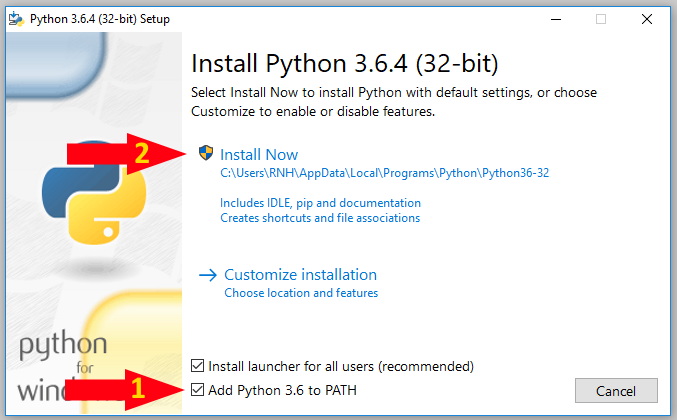 Python 3.6.4 (32-bit) Setup
Install Python 3.6.4 (32-bit)
Select Install Now to install Python with default settings, or choose
Customize to enable or disable features.
2
Install Now
C:\Users\RNH\AppData\Local\Programs\Python\Python36-32
Includes IDLE, pip and documentation
Creates shortcuts and file associations
Customize installation
Choose location and features
python
for
wind
Install launcher for all users (recommended)
1
Add Python 3.6 to PATH
Cancel